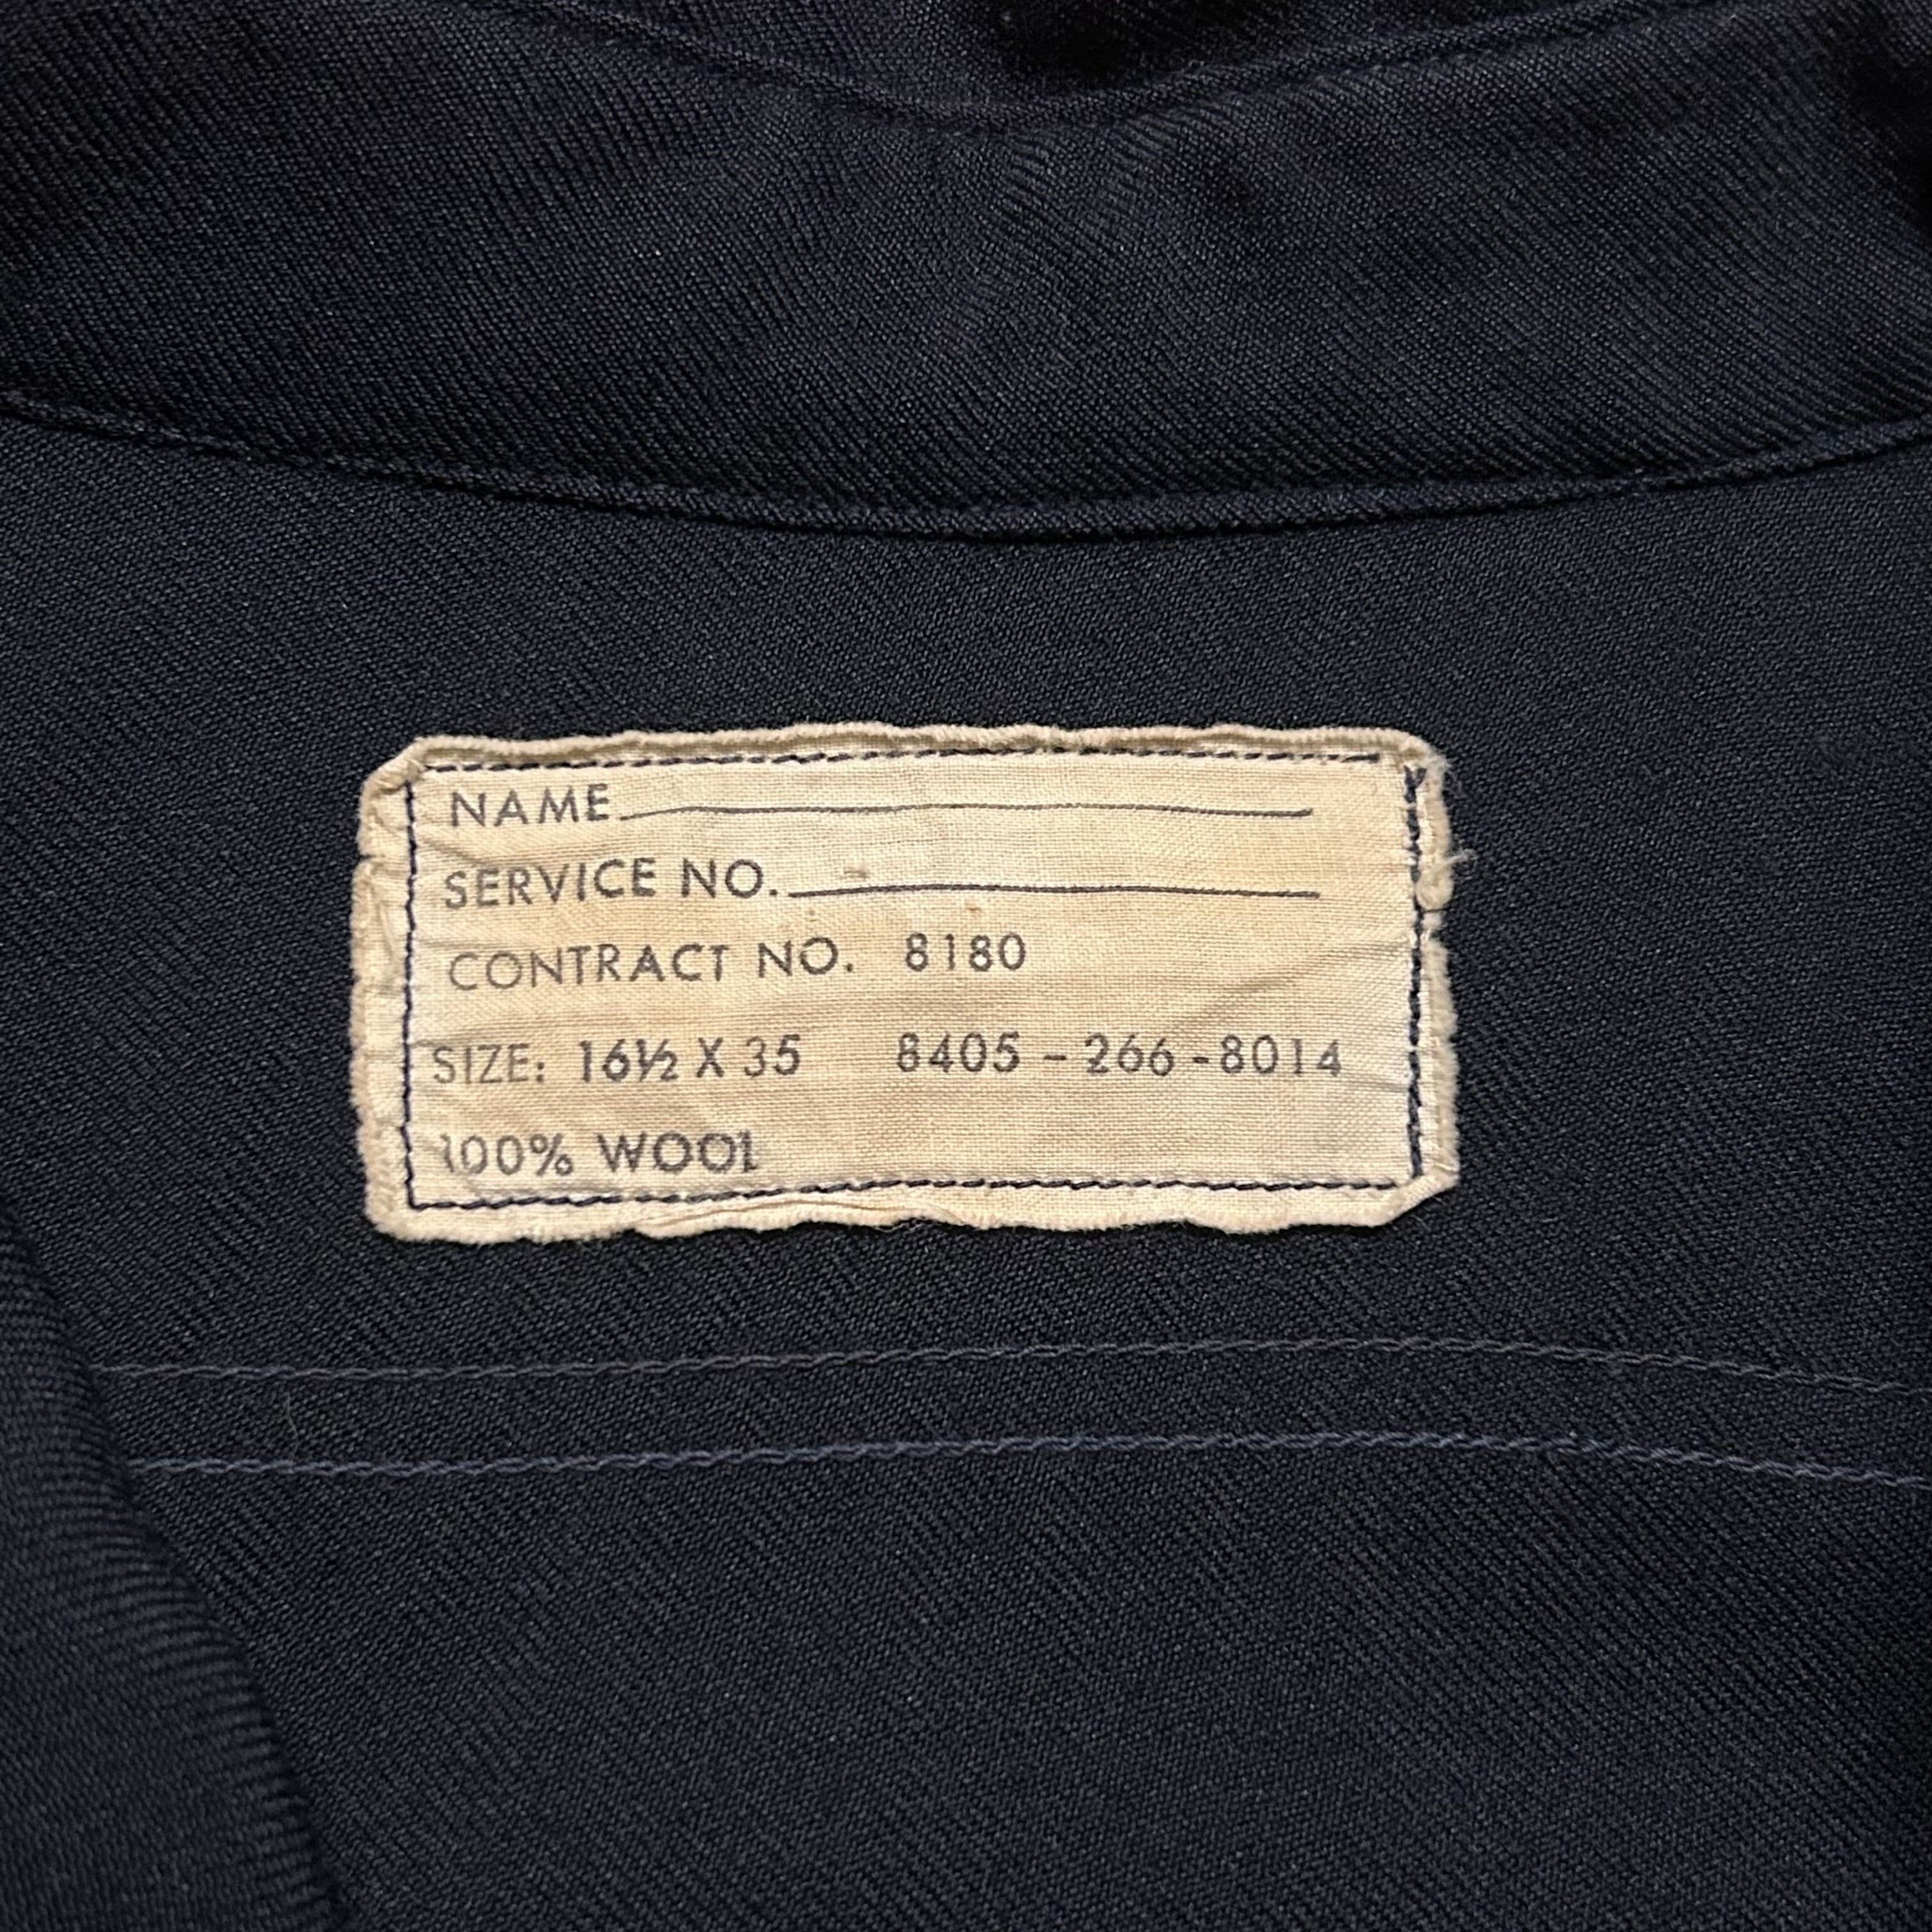 NAME
SERVICE NO.
CONTRACT NO. 8180
SIZE: 16½ X 35 8405-266-8014
100% WOOL